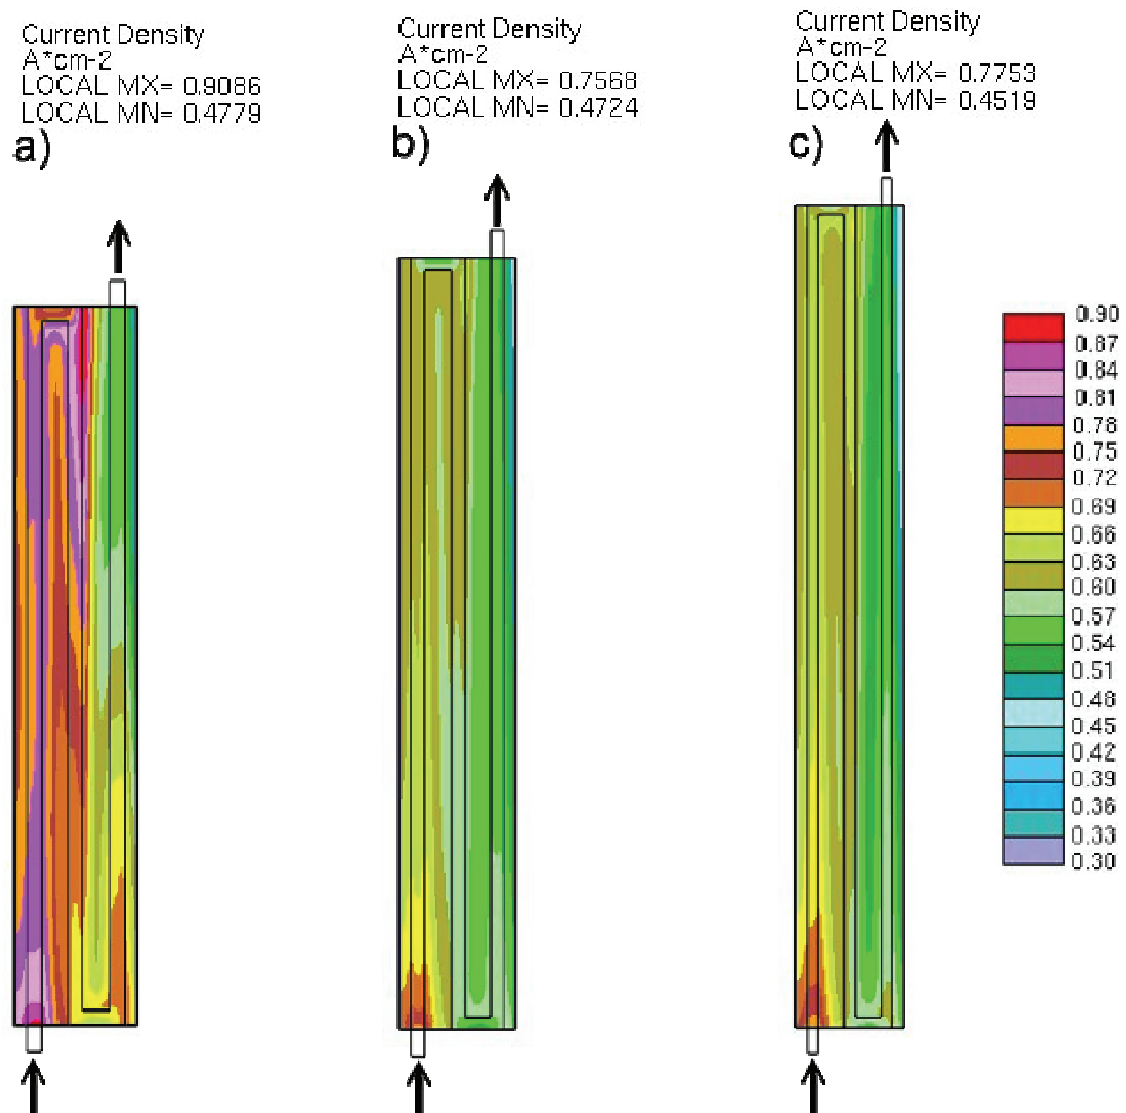 Current Density
A*cm-2
LOCAL MX= 0.9086
LOCAL MN= 0.4779
a)
Current Density
A*cm-2
LOCAL MX= 0.7568
LOCAL MN= 0.4724
b)
Current Density
A*cm-2
LOCAL MX= 0.7753
LOCAL MN= 0.4519
c)
0.90
0.87
0.84
0.81
0.78
0.75
0.72
0.69
0.66
0.63
0.60
0.57
0.54
0.51
0.48
0.45
0.42
0.39
0.36
0.33
0.30